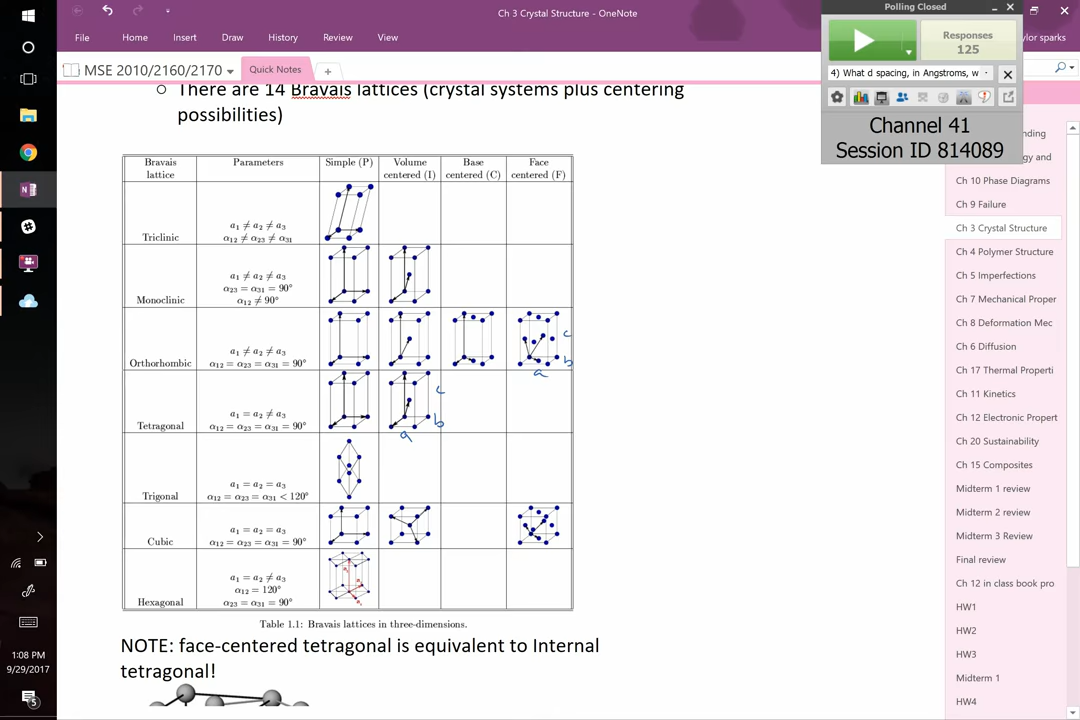 Ch 3 Crystal Structure - OneNote
Polling Closed
Responses
125
4) What d spacing, in Angstroms, w
Channel 41
Session ID 814089
ylor sparks
File Home Insert Draw History Review View
MSE 2010/2160/2170
Quick Notes
There are 14 Bravais lattices (crystal systems plus centering
possibilities)
Bravais lattice
Parameters
Simple (P)
Volume centered (I)
Base centered (C)
Face centered (F)
Triclinic
a₁ ≠ a₂ ≠ a₃
α₁₂ ≠ α₂₃ ≠ α₃₁
Monoclinic
a₁ ≠ a₂ ≠ a₃
α₂₃ = α₃₁ = 90°
α₁₂ ≠ 90°
Orthorhombic
a₁ ≠ a₂ ≠ a₃
α₁₂ = α₂₃ = α₃₁ = 90°
c
b
a
Tetragonal
a₁ = a₂ ≠ a₃
α₁₂ = α₂₃ = α₃₁ = 90°
c
b
a
Trigonal
a₁ = a₂ = a₃
α₁₂ = α₂₃ = α₃₁ < 120°
Cubic
a₁ = a₂ = a₃
α₁₂ = α₂₃ = α₃₁ = 90°
Hexagonal
a₁ = a₂ ≠ a₃
α₁₂ = 120°
α₂₃ = α₃₁ = 90°
Table 1.1: Bravais lattices in three-dimensions.
NOTE: face-centered tetragonal is equivalent to Internal
tetragonal!
nding
gy and
Ch 10 Phase Diagrams
Ch 9 Failure
Ch 3 Crystal Structure
Ch 4 Polymer Structure
Ch 5 Imperfections
Ch 7 Mechanical Proper
Ch 8 Deformation Mec
Ch 6 Diffusion
Ch 17 Thermal Properti
Ch 11 Kinetics
Ch 12 Electronic Propert
Ch 20 Sustainability
Ch 15 Composites
Midterm 1 review
Midterm 2 review
Midterm 3 Review
Final review
Ch 12 in class book pro
HW1
HW2
HW3
Midterm 1
HW4
1:08 PM
9/29/2017
5